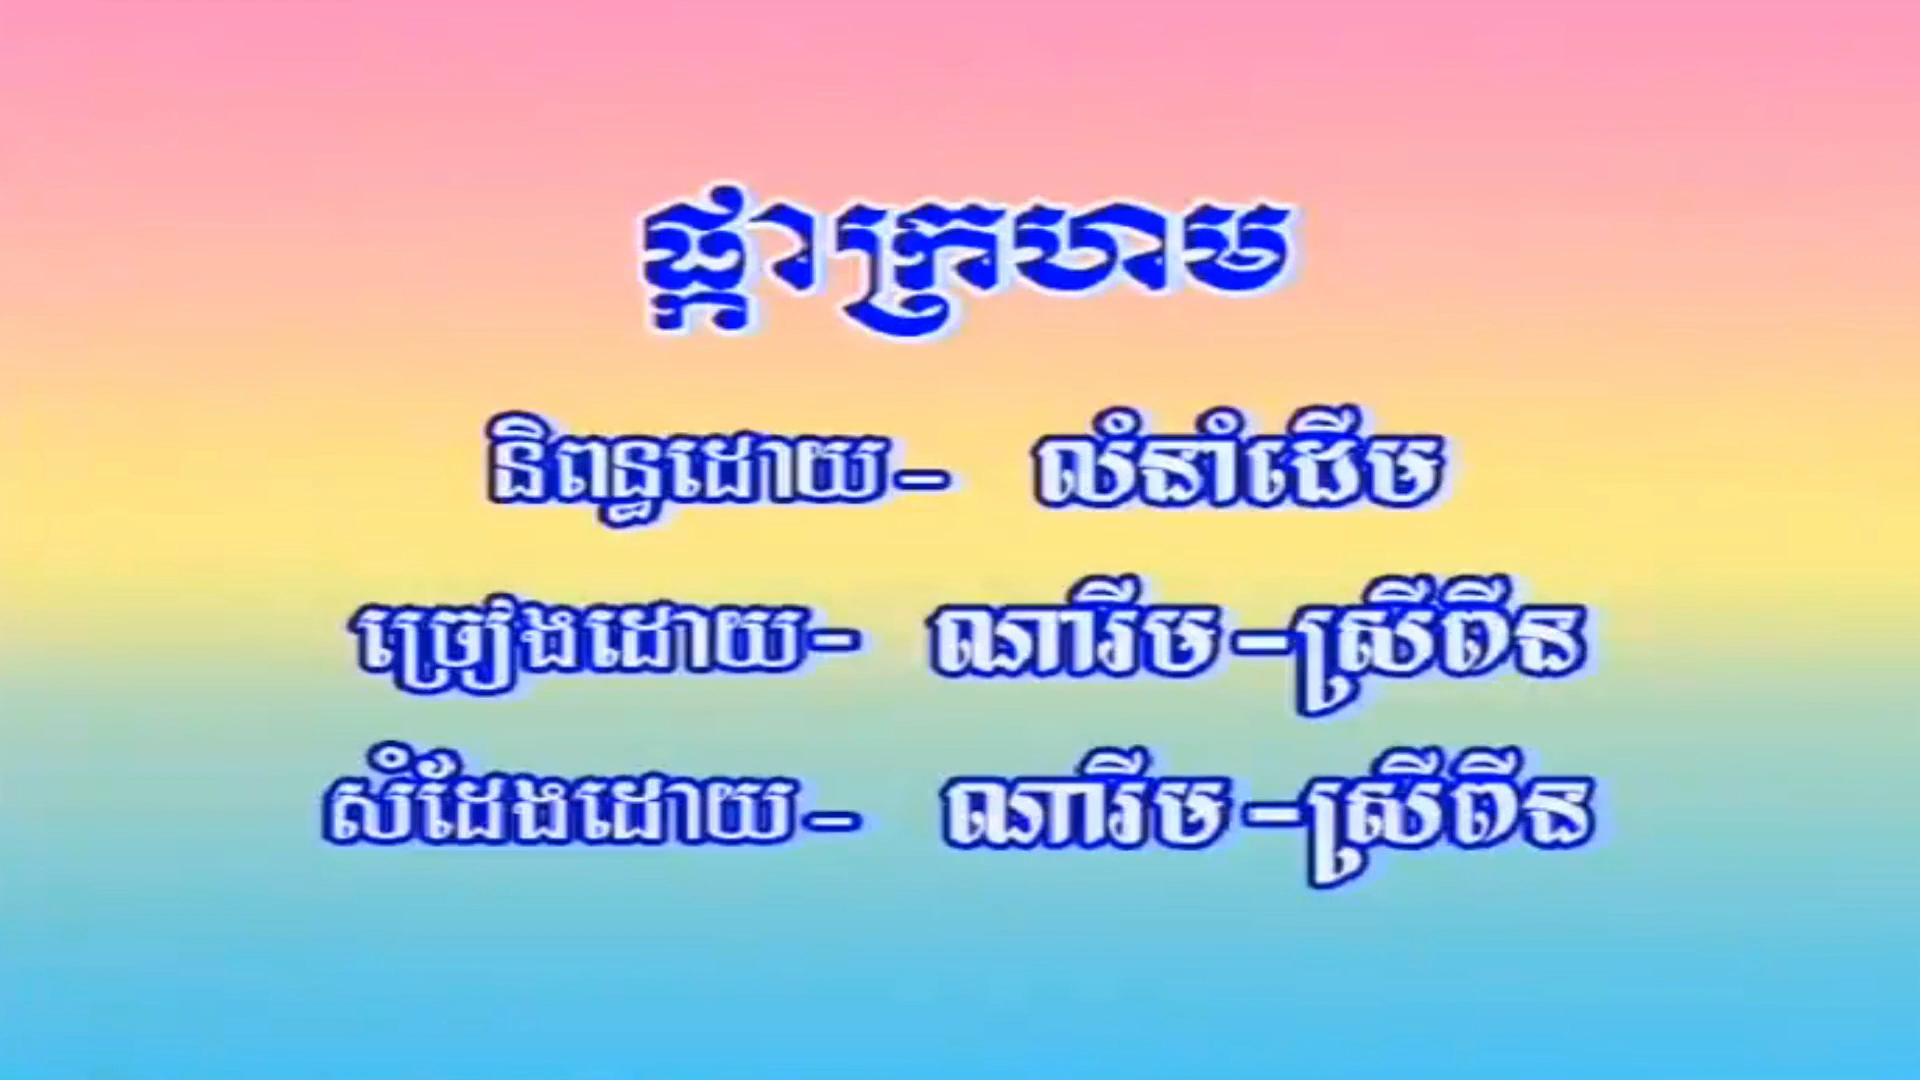 ផ្កាក្រហម
និពន្ធដោយ- លំនាំដើម
ច្រៀងដោយ- ណារីម-ស្រីពីន
សំដែងដោយ- ណារីម-ស្រីពីន